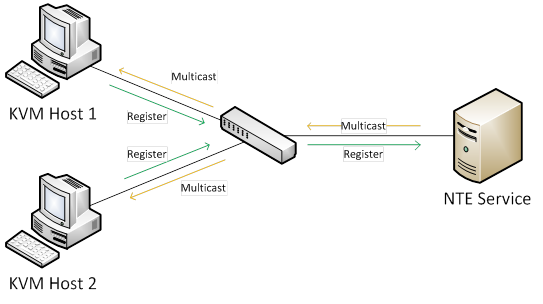 Multicast
KVM Host 1
Register
Multicast
Register
Register
Multicast
NTE Service
KVM Host 2